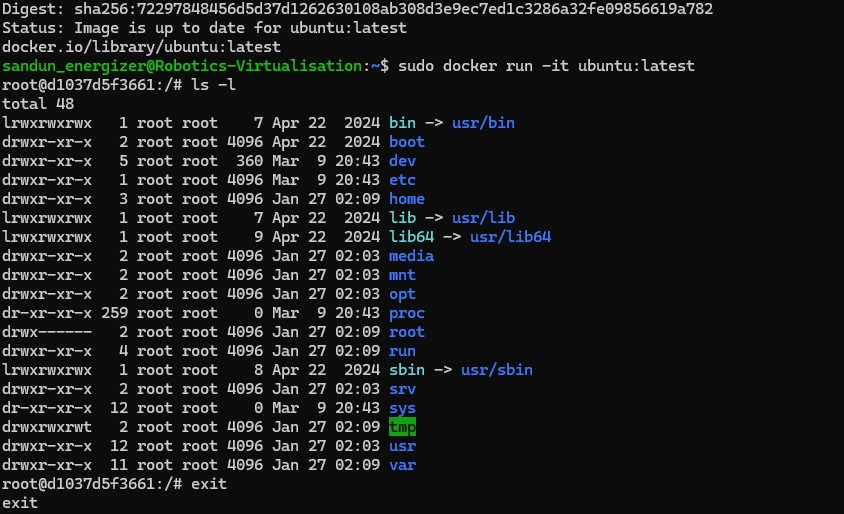 Digest: sha256:72297848456d5d37d1262630108ab308d3e9ec7ed1c3286a32fe09856619a782
Status: Image is up to date for ubuntu:latest
docker.io/library/ubuntu:latest
sandun_energizer@Robotics-Virtualisation:~$ sudo docker run -it ubuntu:latest
root@d1037d5f3661:/# ls -l
total 48
lrwxrwxrwx   1 root root    7 Apr 22  2024 bin -> usr/bin
drwxr-xr-x   2 root root 4096 Apr 22  2024 boot
drwxr-xr-x   5 root root  360 Mar  9 20:43 dev
drwxr-xr-x   1 root root 4096 Mar  9 20:43 etc
drwxr-xr-x   3 root root 4096 Jan 27 02:09 home
lrwxrwxrwx   1 root root    7 Apr 22  2024 lib -> usr/lib
lrwxrwxrwx   1 root root    9 Apr 22  2024 lib64 -> usr/lib64
drwxr-xr-x   2 root root 4096 Jan 27 02:03 media
drwxr-xr-x   2 root root 4096 Jan 27 02:03 mnt
drwxr-xr-x   2 root root 4096 Jan 27 02:03 opt
dr-xr-xr-x 259 root root    0 Mar  9 20:43 proc
drwx------   2 root root 4096 Jan 27 02:09 root
drwxr-xr-x   4 root root 4096 Jan 27 02:09 run
lrwxrwxrwx   1 root root    8 Apr 22  2024 sbin -> usr/sbin
drwxr-xr-x   2 root root 4096 Jan 27 02:03 srv
dr-xr-xr-x  12 root root    0 Mar  9 20:43 sys
drwxrwxrwt   2 root root 4096 Jan 27 02:09 tmp
drwxr-xr-x  12 root root 4096 Jan 27 02:03 usr
drwxr-xr-x  11 root root 4096 Jan 27 02:09 var
root@d1037d5f3661:/# exit
exit